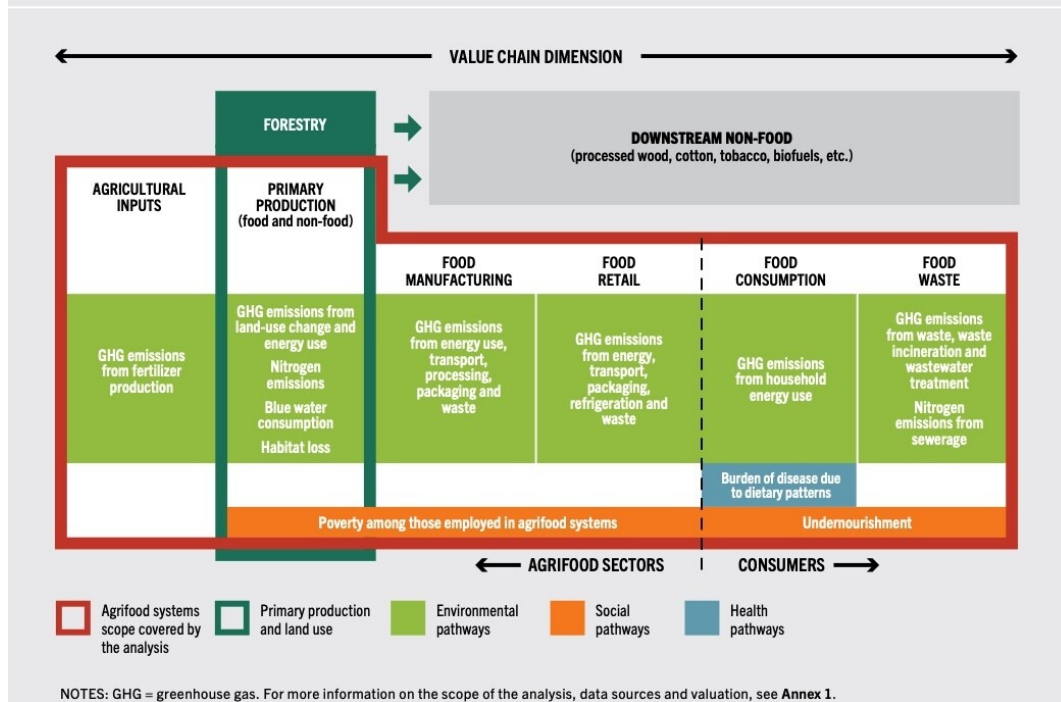 VALUE CHAIN DIMENSION
FORESTRY
DOWNSTREAM NON-FOOD
(processed wood, cotton, tobacco, biofuels, etc.)
AGRICULTURAL
INPUTS
PRIMARY
PRODUCTION
(food and non-food)
FOOD
MANUFACTURING
FOOD
RETAIL
FOOD
CONSUMPTION
FOOD
WASTE
GHG emissions
from fertilizer
production
GHG emissions from
land-use change and
energy use
Nitrogen
emissions
Blue water
consumption
Habitat loss
GHG emissions
from energy use,
transport,
processing,
packaging and
waste
GHG emissions
from energy,
transport,
packaging,
refrigeration and
waste
GHG emissions
from household
energy use
GHG emissions
from waste, waste
incineration and
wastewater
treatment
Nitrogen
emissions from
sewerage
Burden of disease due
to dietary patterns
Poverty among those employed in agrifood systems
Undernourishment
AGRIFOOD SECTORS
CONSUMERS
Agrifood systems
scope covered by
the analysis
Primary production
and land use
Environmental
pathways
Social
pathways
Health
pathways
NOTES: GHG = greenhouse gas. For more information on the scope of the analysis, data sources and valuation, see Annex 1.